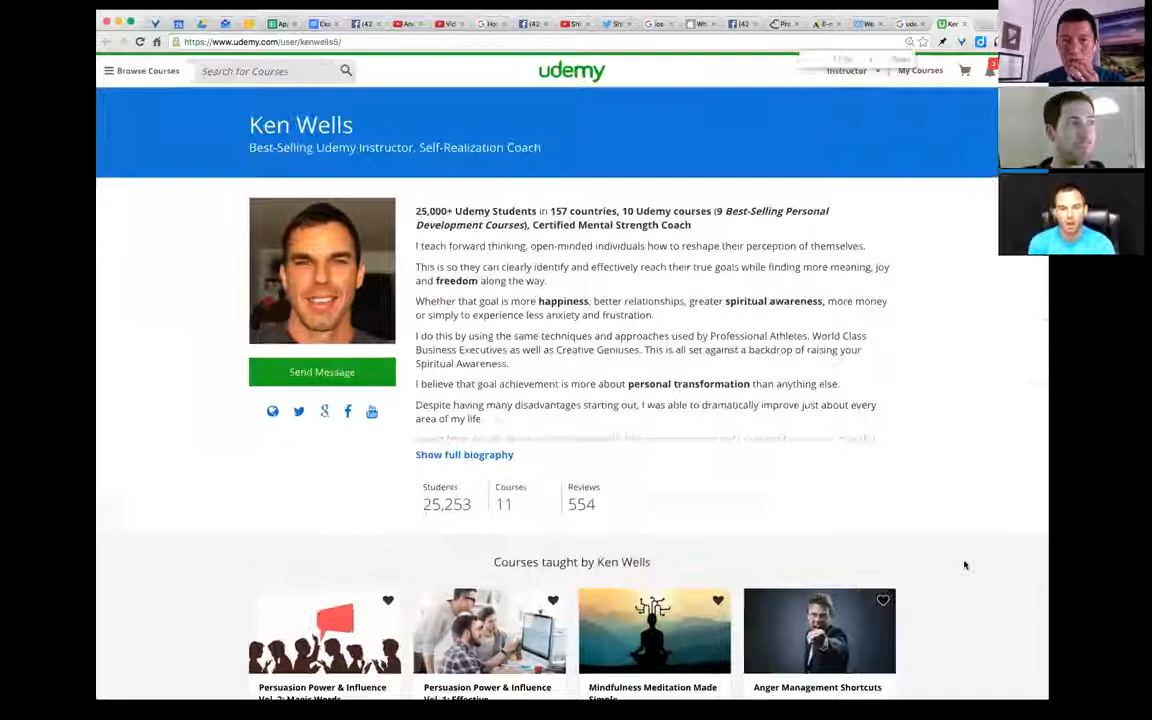 https://www.udemy.com/user/kenwells5/
Browse Courses
Search for Courses
udemy
Instructor
My Courses
Ken Wells
Best-Selling Udemy Instructor, Self-Realization Coach
25,000+ Udemy Students in 157 countries, 10 Udemy courses (9 Best-Selling Personal
Development Courses), Certified Mental Strength Coach
I teach forward thinking, open-minded individuals how to reshape their perception of themselves.
This is so they can clearly identify and effectively reach their true goals while finding more meaning, joy
and freedom along the way.
Whether that goal is more happiness, better relationships, greater spiritual awareness, more money
or simply to experience less anxiety and frustration.
I do this by using the same techniques and approaches used by Professional Athletes, World Class
Business Executives as well as Creative Geniuses. This is all set against a backdrop of raising your
Spiritual Awareness.
I believe that goal achievement is more about personal transformation than anything else.
Despite having many disadvantages starting out, I was able to dramatically improve just about every
area of my life
Send Message
Show full biography
Students
Courses
Reviews
25,253
11
554
Courses taught by Ken Wells
Persuasion Power & Influence
Persuasion Power & Influence
Mindfulness Meditation Made
Anger Management Shortcuts